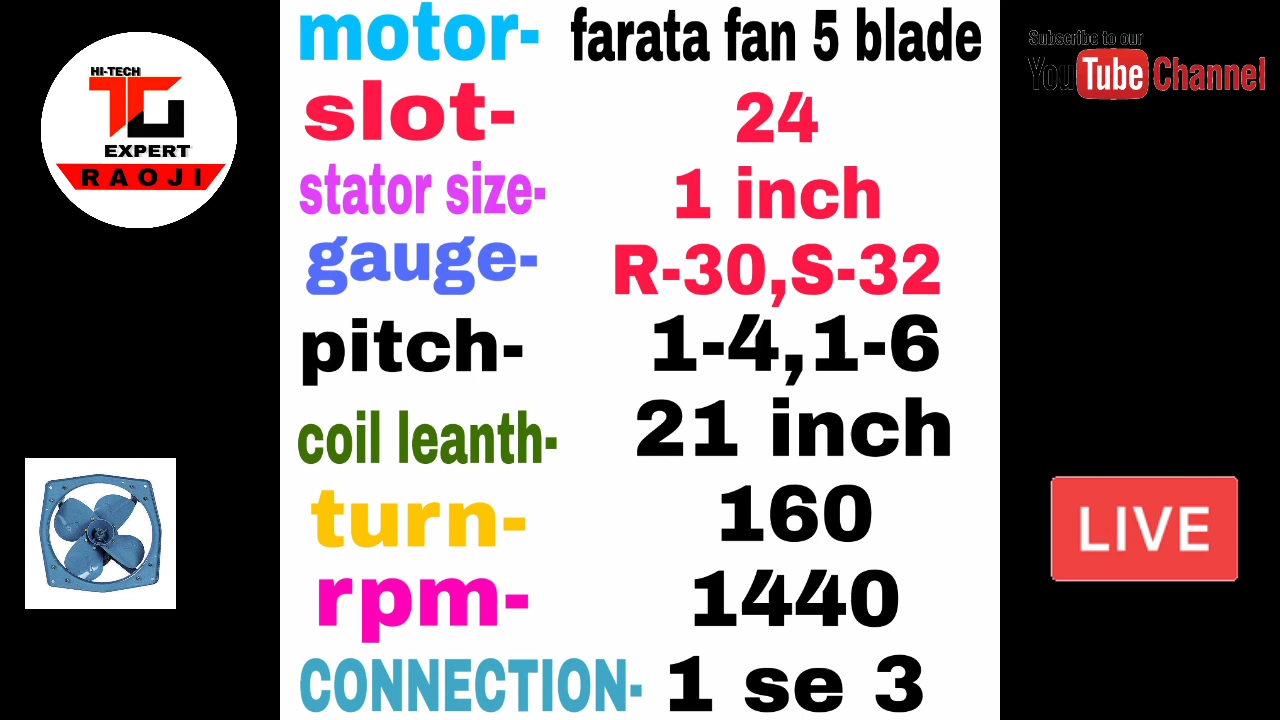 HI-TECH
EXPERT
RAOJI
motor- farata fan 5 blade
slot- 24
stator size- 1 inch
gauge- R-30,S-32
pitch- 1-4,1-6
coil leanth- 21 inch
turn- 160
rpm- 1440
CONNECTION- 1 se 3
Subscribe to our
YouTube Channel
LIVE